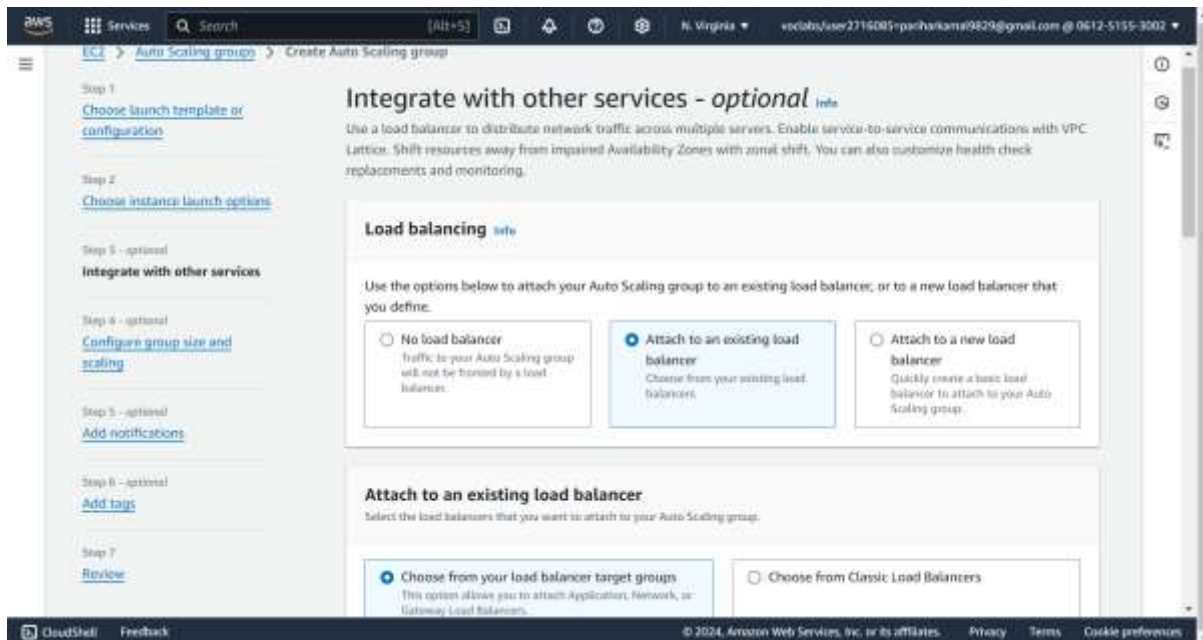 aws
Services
Search
[Alt+S]
N. Virginia
voclabs/user2716085=pariharkamal9829@gmail.com @ 0612-5155-3002
EC2 > Auto Scaling groups > Create Auto Scaling group
Step 1
Choose launch template or
configuration
Step 2
Choose instance launch options
Step 3 - optional
Integrate with other services
Step 4 - optional
Configure group size and
scaling
Step 5 - optional
Add notifications
Step 6 - optional
Add tags
Step 7
Review
Integrate with other services - optional Info
Use a load balancer to distribute network traffic across multiple servers. Enable service-to-service communications with VPC
Lattice. Shift resources away from impaired Availability Zones with zonal shift. You can also customize health check
replacements and monitoring.
Load balancing Info
Use the options below to attach your Auto Scaling group to an existing load balancer, or to a new load balancer that
you define.
No load balancer
Traffic to your Auto Scaling group
will not be fronted by a load
balancer.
Attach to an existing load
balancer
Choose from your existing load
balancers.
Attach to a new load
balancer
Quickly create a basic load
balancer to attach to your Auto
Scaling group.
Attach to an existing load balancer
Select the load balancers that you want to attach to your Auto Scaling group.
Choose from your load balancer target groups
This option allows you to attach Application, Network, or
Gateway Load Balancers.
Choose from Classic Load Balancers
CloudShell
Feedback
© 2024, Amazon Web Services, Inc. or its affiliates.
Privacy
Terms
Cookie preferences